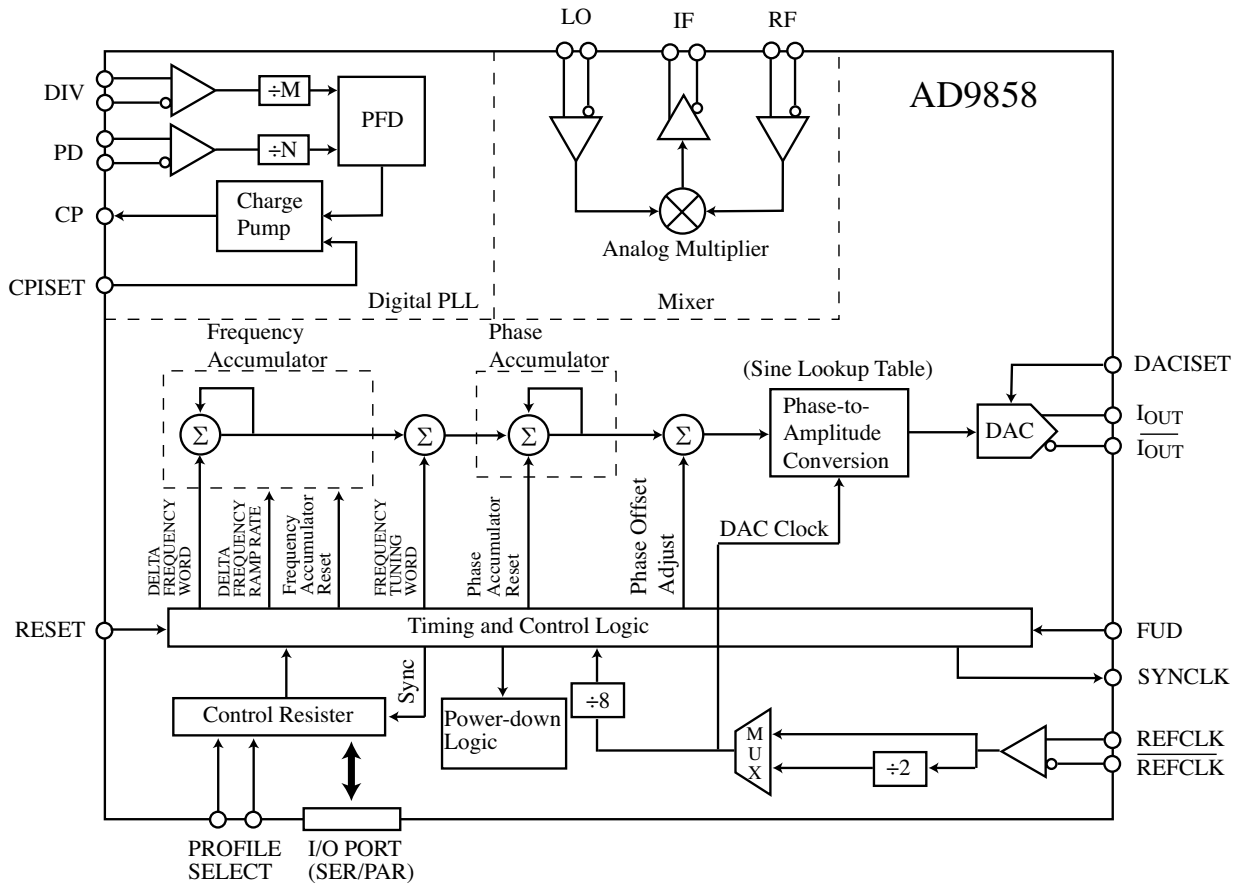 LO IF RF
AD9858
DIV
÷M
PFD
PD
÷N
CP
Charge
Pump
Analog Multiplier
CPISET
Digital PLL
Mixer
Frequency
Accumulator
Phase
Accumulator
(Sine Lookup Table)
DACISET
Σ
Σ
Σ
Σ
Phase-to-
Amplitude
Conversion
DAC
IOUT
IOUT
DELTA
FREQUENCY
WORD
DELTA
FREQUENCY
RAMP RATE
Frequency
Accumulator
Reset
FREQUENCY
TUNING
WORD
Phase
Accumulator
Reset
Phase Offset
Adjust
DAC Clock
RESET
Timing and Control Logic
FUD
SYNCLK
Sync
Control Resister
Power-down
Logic
÷8
MUX
÷2
REFCLK
REFCLK
PROFILE
SELECT
I/O PORT
(SER/PAR)